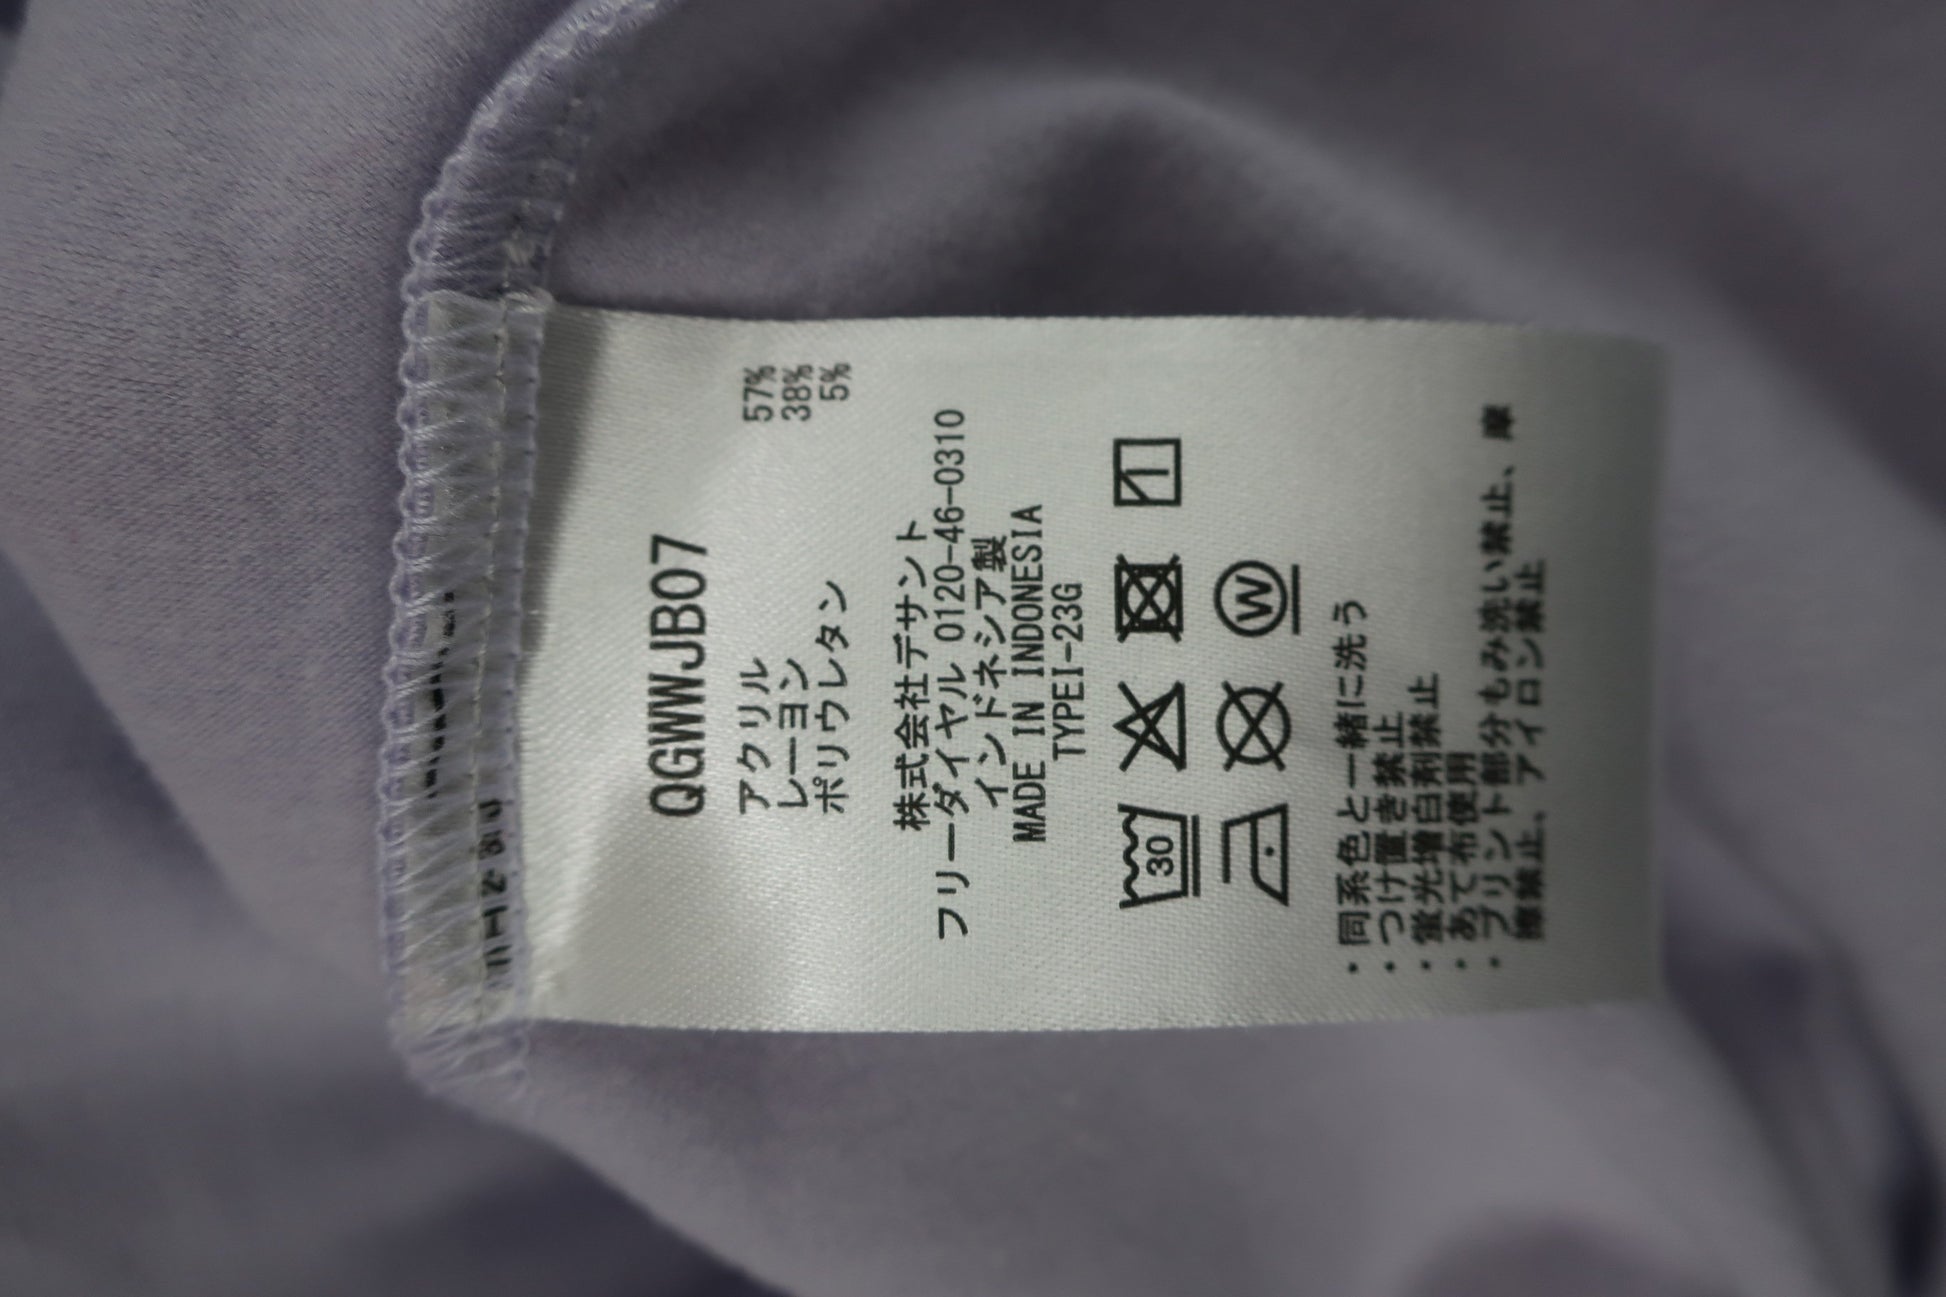 QGWWJB07
アクリル 57%
レーヨン 38%
ポリウレタン 5%
株式会社デサント
フリーダイヤル 0120-46-0310
インドネシア製
MADE IN INDONESIA
TYPEI-23G
30
W
・同系色と一緒に洗う
・つけ置き禁止
・蛍光増白剤禁止
・あて布使用
・プリント部分もみ洗い禁止、摩
擦禁止、アイロン禁止